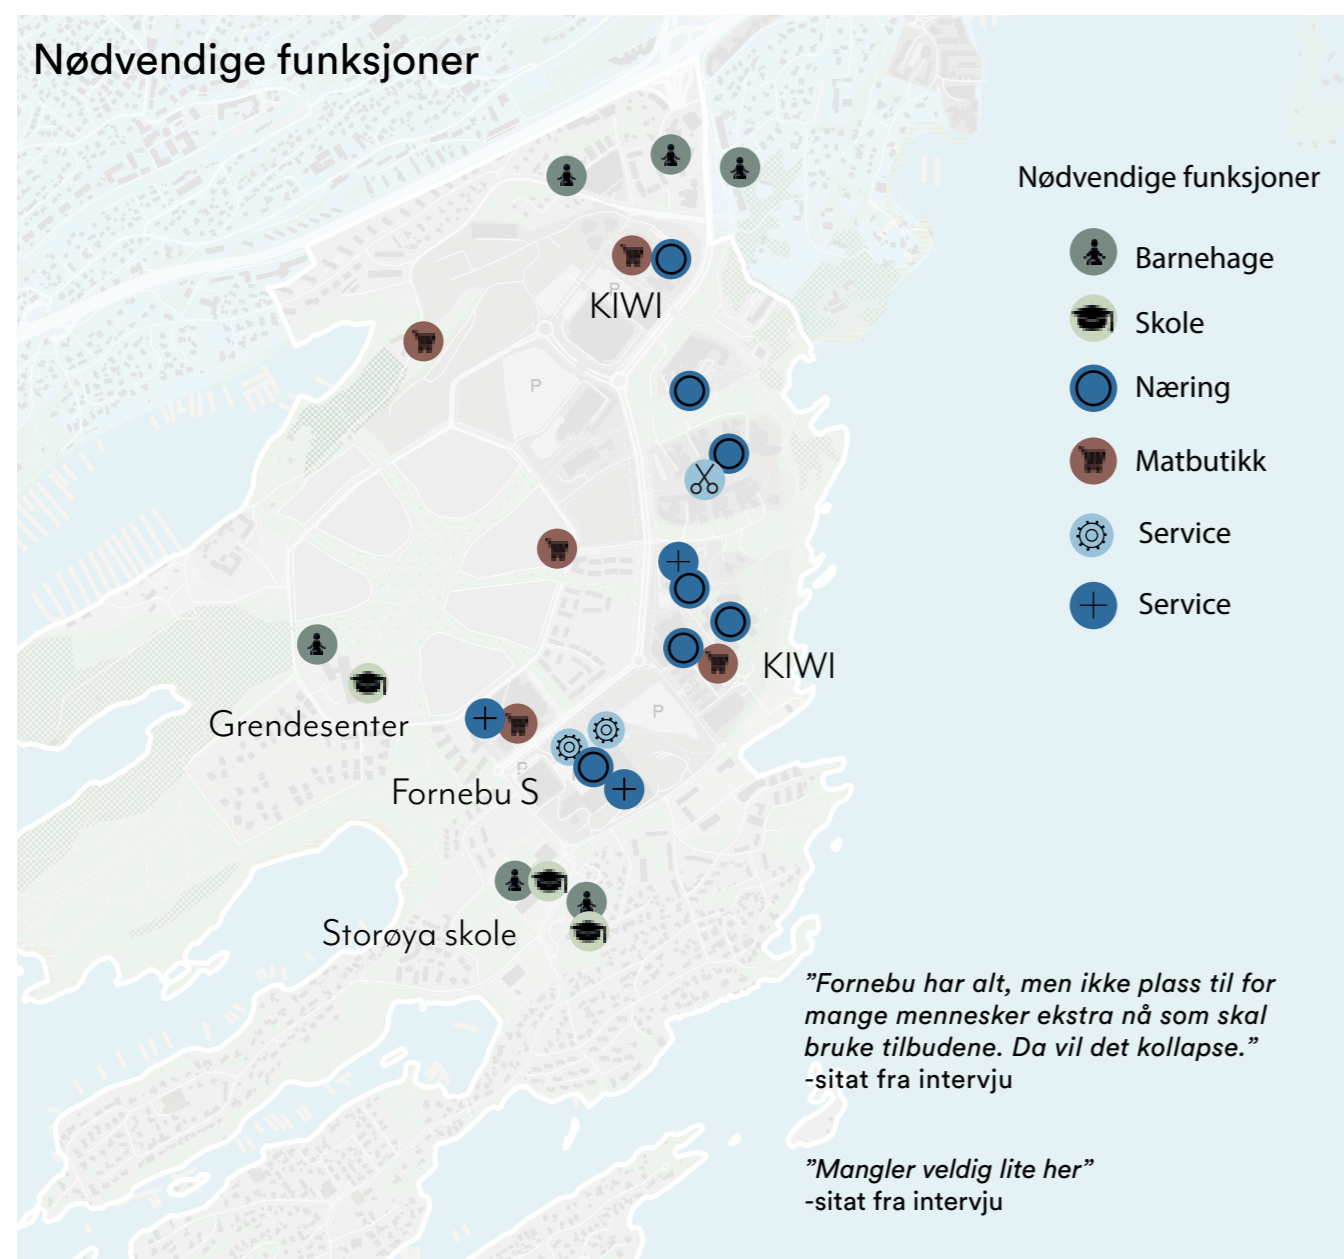 Nødvendige funksjoner
Nødvendige funksjoner
Barnehage
Skole
Næring
Matbutikk
Service
Service
P
KIWI
P
KIWI
P
Grendesenter
Fornebu S
Storøya skole
”Fornebu har alt, men ikke plass til for
mange mennesker ekstra nå som skal
bruke tilbudene. Da vil det kollapse.”
-sitat fra intervju
”Mangler veldig lite her”
-sitat fra intervju